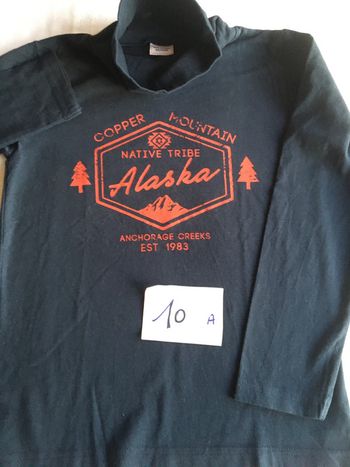 COPPER MOUNTAIN
NATIVE TRIBE
Alaska
ANCHORAGE CREEKS
EST 1983
10 A